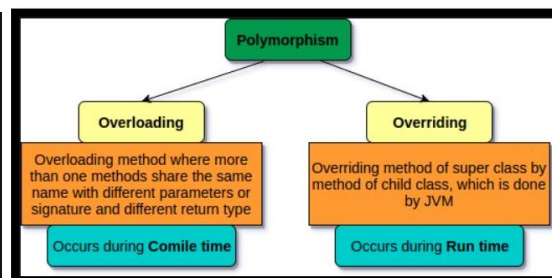 Polymorphism
Overloading
Overloading method where more
than one methods share the same
name with different parameters or
signature and different return type
Occurs during Comile time
Overriding
Overriding method of super class by
method of child class, which is done
by JVM
Occurs during Run time